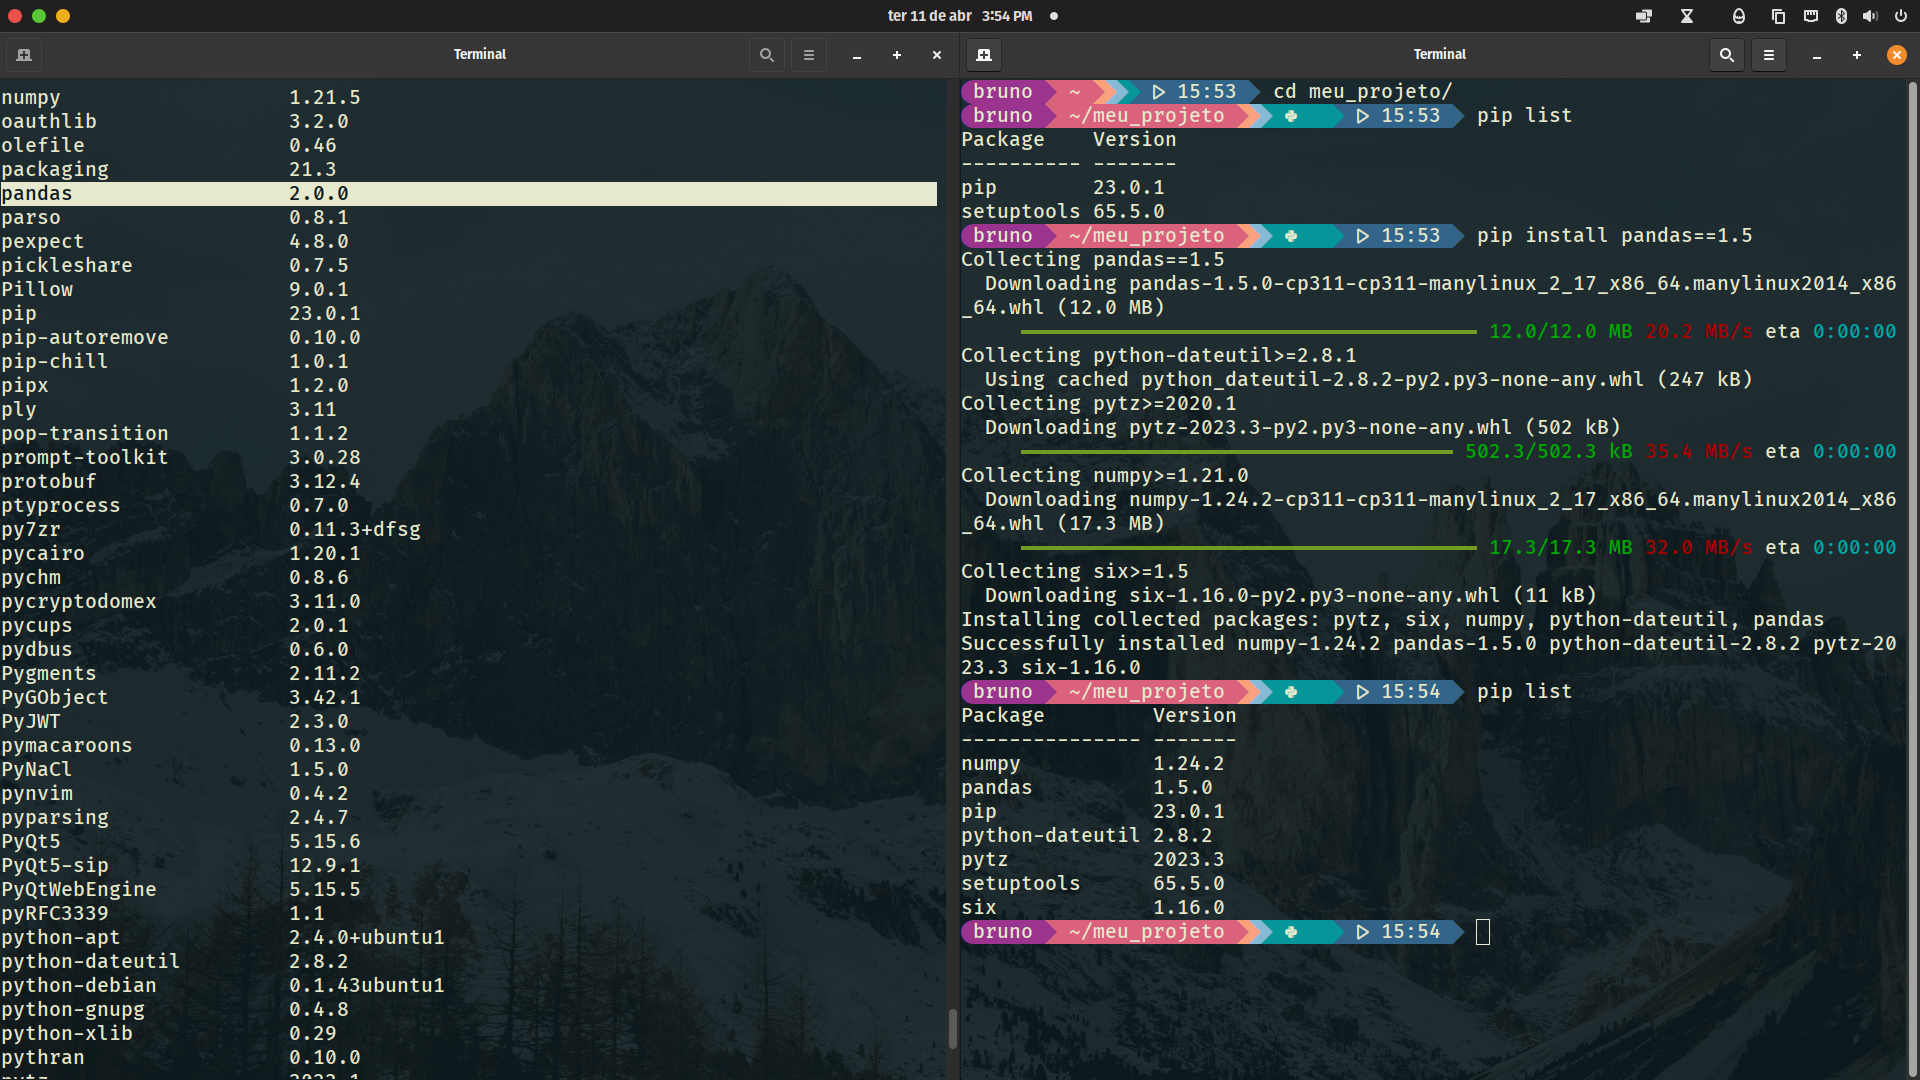 ter 11 de abr 3:54 PM
Terminal
numpy 1.21.5
oauthlib 3.2.0
olefile 0.46
packaging 21.3
pandas 2.0.0
parso 0.8.1
pexpect 4.8.0
pickleshare 0.7.5
Pillow 9.0.1
pip 23.0.1
pip-autoremove 0.10.0
pip-chill 1.0.1
pipx 1.2.0
ply 3.11
pop-transition 1.1.2
prompt-toolkit 3.0.28
protobuf 3.12.4
ptyprocess 0.7.0
py7zr 0.11.3+dfsg
pycairo 1.20.1
pychm 0.8.6
pycryptodomex 3.11.0
pycups 2.0.1
pydbus 0.6.0
Pygments 2.11.2
PyGObject 3.42.1
PyJWT 2.3.0
pymacaroons 0.13.0
PyNaCl 1.5.0
pynvim 0.4.2
pyparsing 2.4.7
PyQt5 5.15.6
PyQt5-sip 12.9.1
PyQtWebEngine 5.15.5
pyRFC3339 1.1
python-apt 2.4.0+ubuntu1
python-dateutil 2.8.2
python-debian 0.1.43ubuntu1
python-gnupg 0.4.8
python-xlib 0.29
pythran 0.10.0
Terminal
bruno ~ 15:53 cd meu_projeto/
bruno ~/meu_projeto 15:53 pip list
Package Version
---------- -------
pip 23.0.1
setuptools 65.5.0
bruno ~/meu_projeto 15:53 pip install pandas==1.5
Collecting pandas==1.5
Downloading pandas-1.5.0-cp311-cp311-manylinux_2_17_x86_64.manylinux2014_x86
_64.whl (12.0 MB)
12.0/12.0 MB 20.2 MB/s eta 0:00:00
Collecting python-dateutil>=2.8.1
Using cached python_dateutil-2.8.2-py2.py3-none-any.whl (247 kB)
Collecting pytz>=2020.1
Downloading pytz-2023.3-py2.py3-none-any.whl (502 kB)
502.3/502.3 kB 35.4 MB/s eta 0:00:00
Collecting numpy>=1.21.0
Downloading numpy-1.24.2-cp311-cp311-manylinux_2_17_x86_64.manylinux2014_x86
_64.whl (17.3 MB)
17.3/17.3 MB 32.0 MB/s eta 0:00:00
Collecting six>=1.5
Downloading six-1.16.0-py2.py3-none-any.whl (11 kB)
Installing collected packages: pytz, six, numpy, python-dateutil, pandas
Successfully installed numpy-1.24.2 pandas-1.5.0 python-dateutil-2.8.2 pytz-20
23.3 six-1.16.0
bruno ~/meu_projeto 15:54 pip list
Package Version
--------------- -------
numpy 1.24.2
pandas 1.5.0
pip 23.0.1
python-dateutil 2.8.2
pytz 2023.3
setuptools 65.5.0
six 1.16.0
bruno ~/meu_projeto 15:54